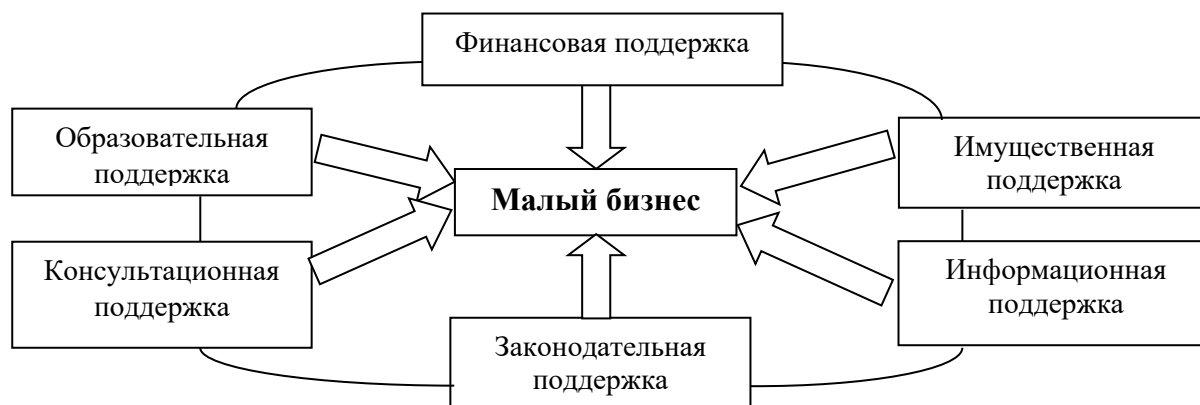 Финансовая поддержка
Образовательная
поддержка
Имущественная
поддержка
Малый бизнес
Консультационная
поддержка
Информационная
поддержка
Законодательная
поддержка